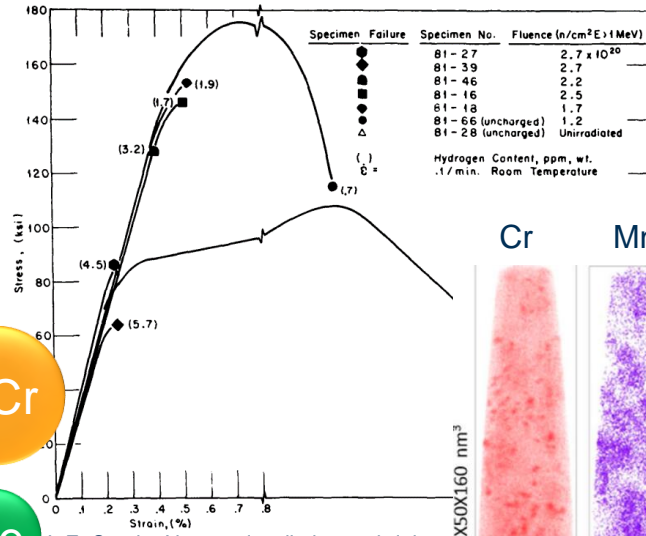 180
160
140
120
100
80
60
0
Stress, (ksi)
0 .1 .2 .3 .4 .5 .6 .7 .8
Strain, (%)
(1.9)
(1.7)
(3.2)
(4.5)
(5.7)
(.7)
Specimen Failure Specimen No. Fluence (n/cm²E>1 MeV)
81-27 2.7 x 10²⁰
81-39 2.7
81-46 2.2
81-16 2.5
61-18 1.7
81-66 (uncharged) 1.2
81-28 (uncharged) Unirradiated
( ) Hydrogen Content, ppm, wt.
ε̇ = .1/min. Room Temperature
Cr
Cr
X50X160 nm³